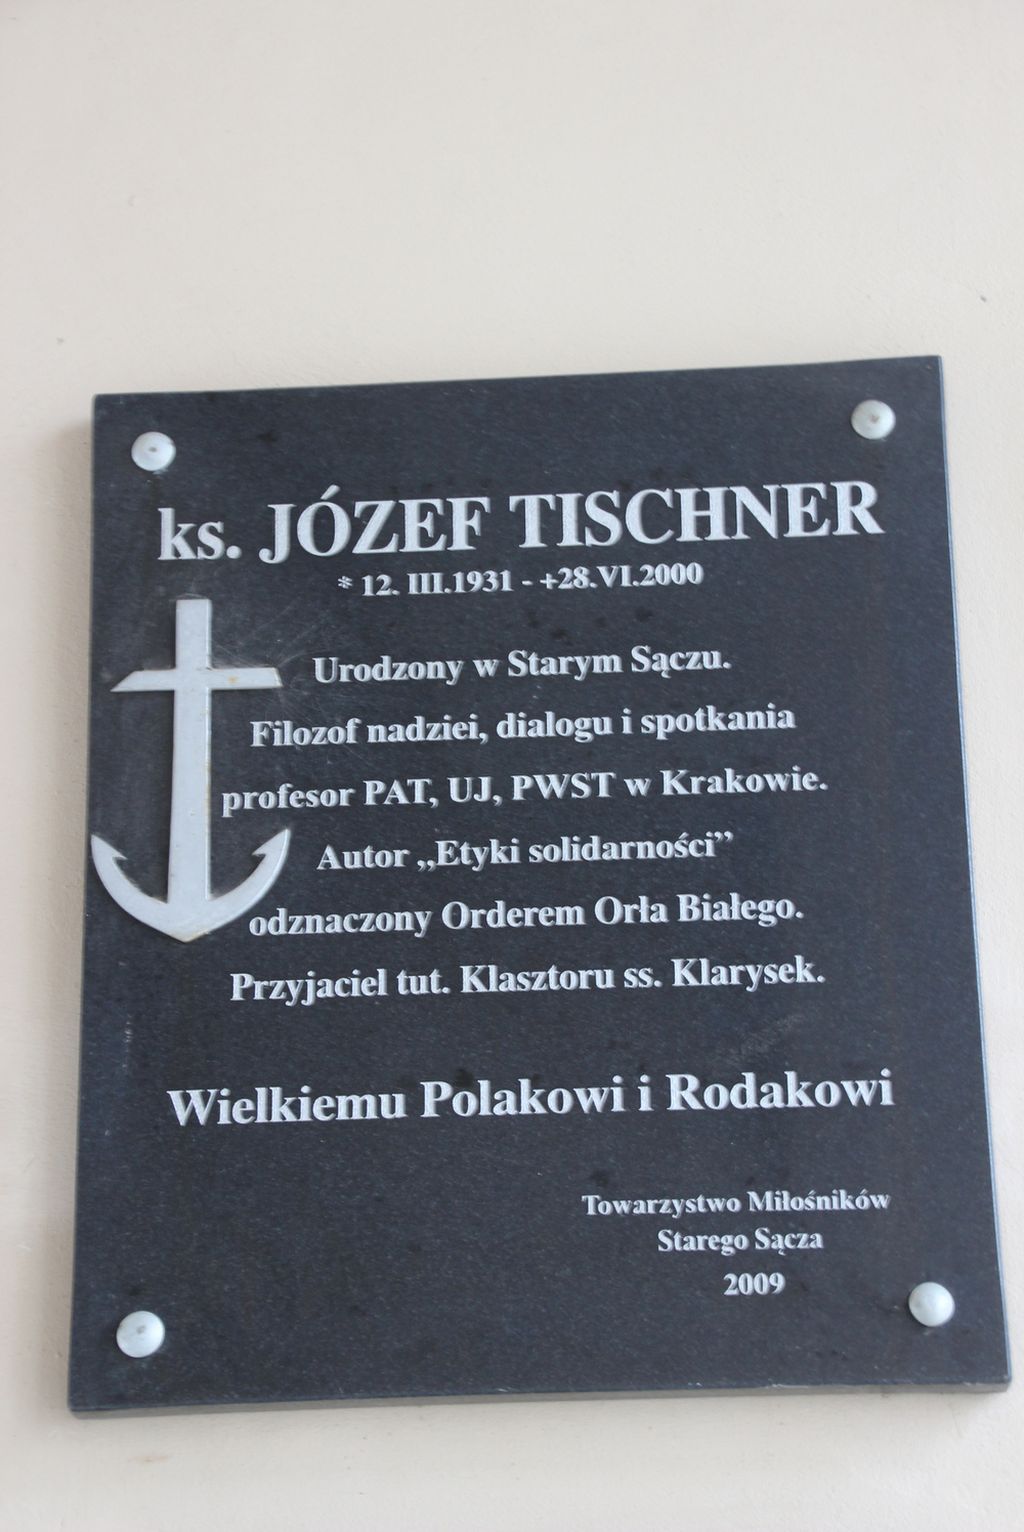 ks. JÓZEF TISCHNER
* 12. III.1931 - +28.VI.2000
Urodzony w Starym Sączu.
Filozof nadziei, dialogu i spotkania
profesor PAT, UJ, PWST w Krakowie.
Autor „Etyki solidarności”
odznaczony Orderem Orła Białego.
Przyjaciel tut. Klasztoru ss. Klarysek.
Wielkiemu Polakowi i Rodakowi
Towarzystwo Miłośników
Starego Sącza
2009